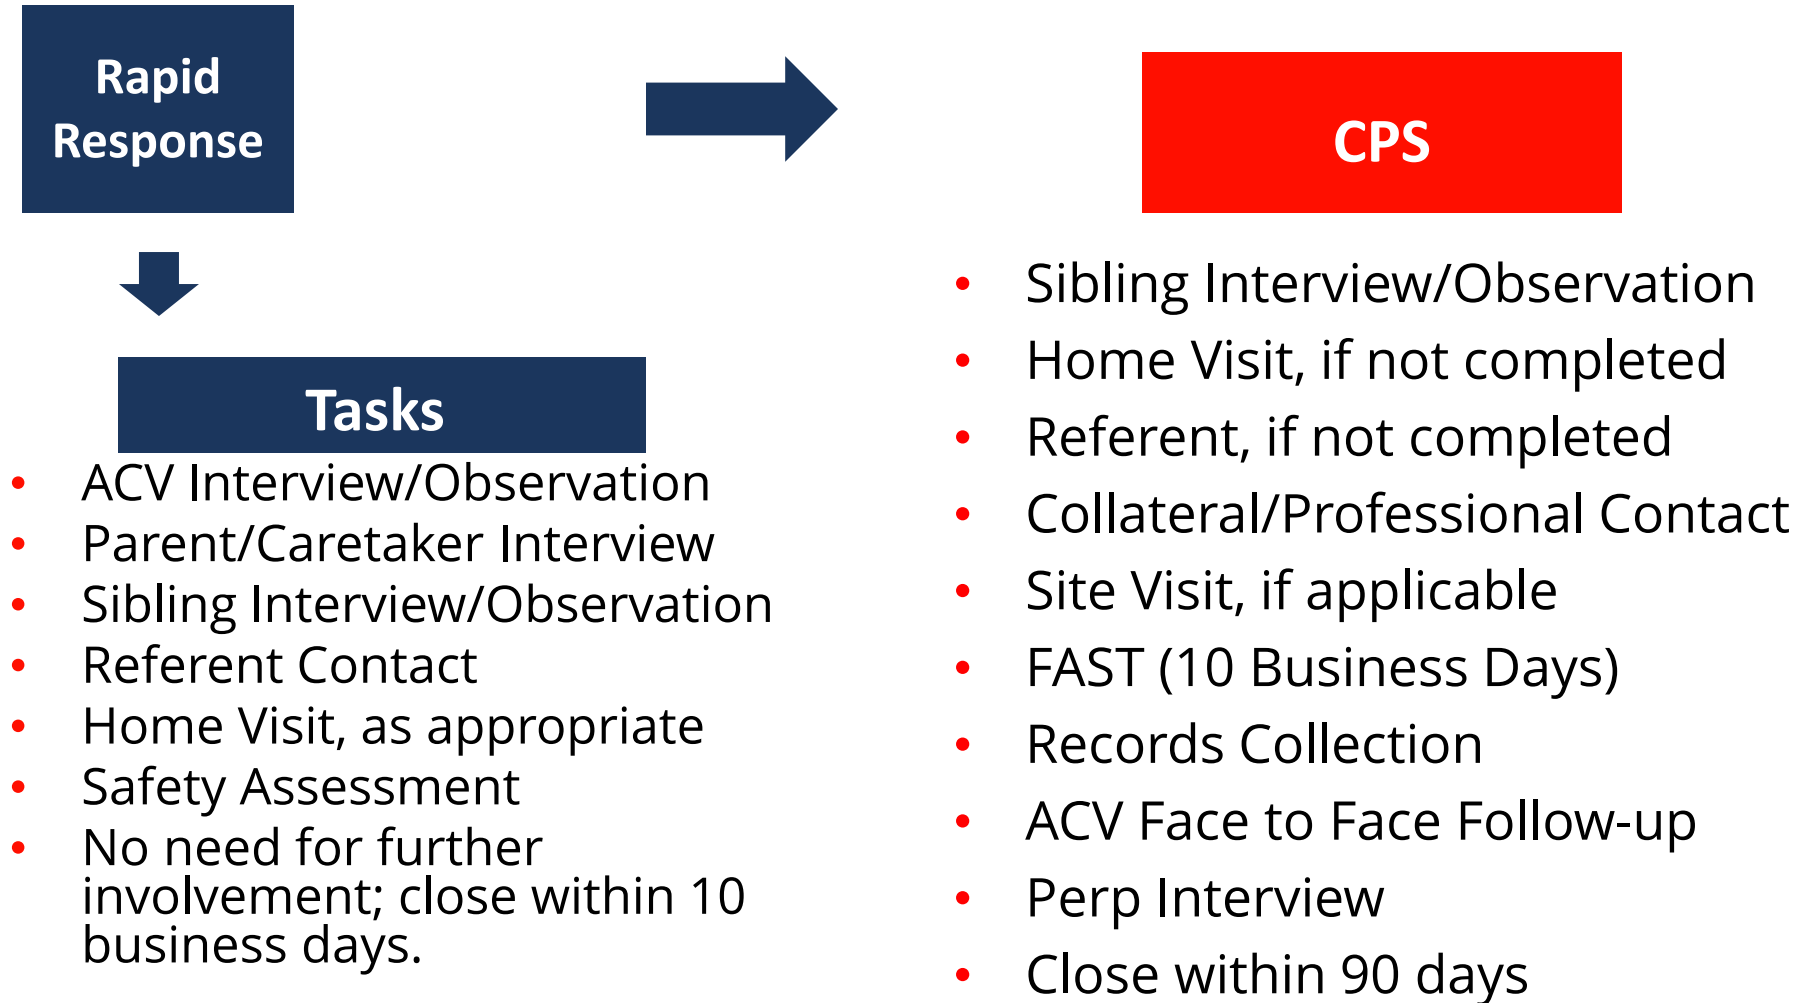 Rapid
Response
Tasks
• ACV Interview/Observation
• Parent/Caretaker Interview
• Sibling Interview/Observation
• Referent Contact
• Home Visit, as appropriate
• Safety Assessment
• No need for further
involvement; close within 10
business days.
CPS
• Sibling Interview/Observation
• Home Visit, if not completed
• Referent, if not completed
• Collateral/Professional Contact
• Site Visit, if applicable
• FAST (10 Business Days)
• Records Collection
• ACV Face to Face Follow-up
• Perp Interview
• Close within 90 days